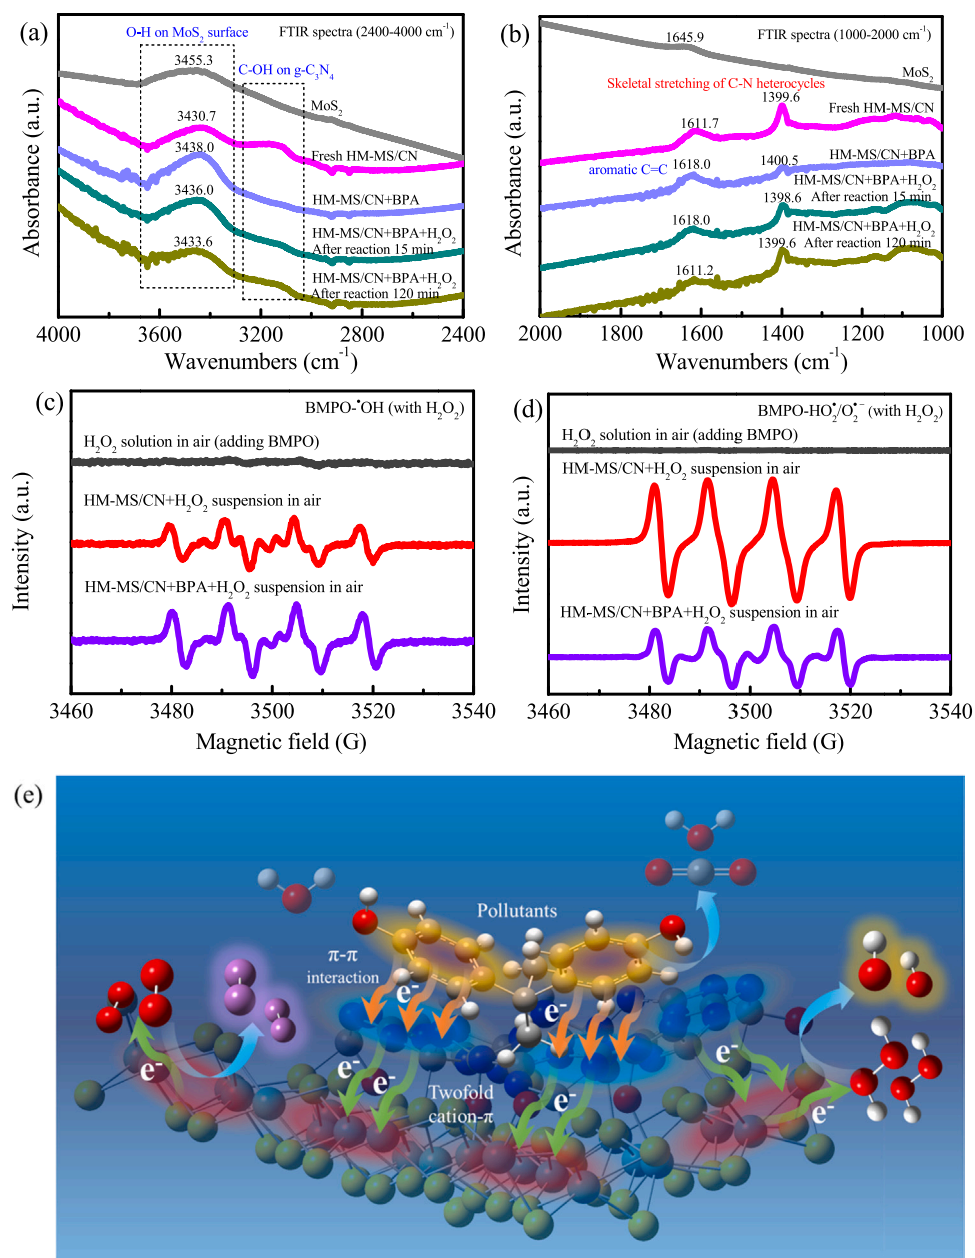 (a)
O-H on MoS₂ surface
FTIR spectra (2400-4000 cm⁻¹)
3455.3
C-OH on g-C₃N₄
MoS₂
3430.7
Fresh HM-MS/CN
3438.0
HM-MS/CN+BPA
3436.0
HM-MS/CN+BPA+H₂O₂
After reaction 15 min
3433.6
HM-MS/CN+BPA+H₂O₂
After reaction 120 min
Absorbance (a.u.)
4000 3600 3200 2800 2400
Wavenumbers (cm⁻¹)
(b)
1645.9
FTIR spectra (1000-2000 cm⁻¹)
MoS₂
Skeletal stretching of C-N heterocycles
1399.6
Fresh HM-MS/CN
1611.7
HM-MS/CN+BPA
aromatic C=C
1618.0
1400.5
HM-MS/CN+BPA+H₂O₂
After reaction 15 min
1398.6
1618.0
HM-MS/CN+BPA+H₂O₂
After reaction 120 min
1399.6
1611.2
Absorbance (a.u.)
2000 1800 1600 1400 1200 1000
Wavenumbers (cm⁻¹)
(c)
BMPO-•OH (with H₂O₂)
H₂O₂ solution in air (adding BMPO)
HM-MS/CN+H₂O₂ suspension in air
HM-MS/CN+BPA+H₂O₂ suspension in air
Intensity (a.u.)
3460 3480 3500 3520 3540
Magnetic field (G)
(d)
BMPO-HO₂•/O₂•⁻ (with H₂O₂)
H₂O₂ solution in air (adding BMPO)
HM-MS/CN+H₂O₂ suspension in air
HM-MS/CN+BPA+H₂O₂ suspension in air
Intensity (a.u.)
3460 3480 3500 3520 3540
Magnetic field (G)
(e)
Pollutants
π-π
interaction
e⁻
e⁻
e⁻
e⁻
e⁻
e⁻
e⁻
e⁻
Twofold
cation-π